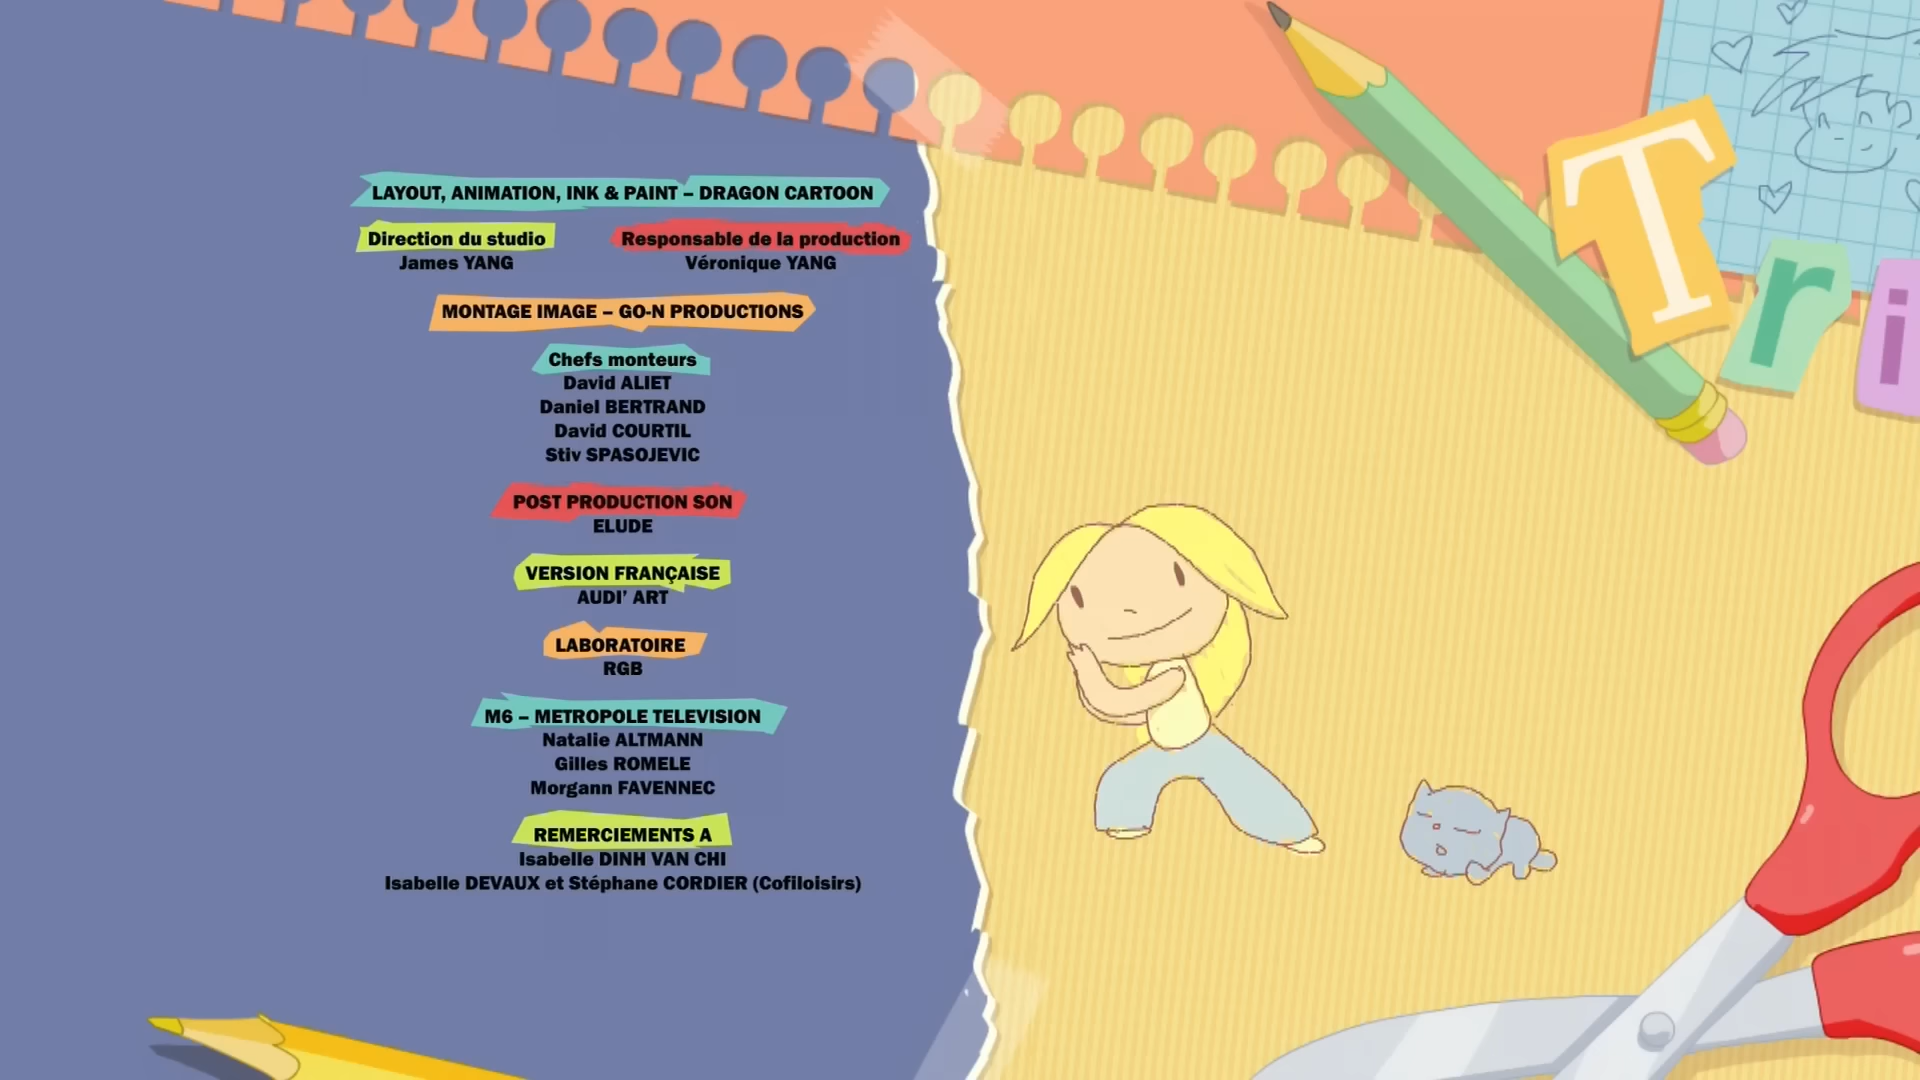 LAYOUT, ANIMATION, INK & PAINT – DRAGON CARTOON
Direction du studio
James YANG
Responsable de la production
Véronique YANG
MONTAGE IMAGE – GO-N PRODUCTIONS
Chefs monteurs
David ALIET
Daniel BERTRAND
David COURTIL
Stiv SPASOJEVIC
POST PRODUCTION SON
ELUDE
VERSION FRANÇAISE
AUDI' ART
LABORATOIRE
RGB
M6 – METROPOLE TELEVISION
Natalie ALTMANN
Gilles ROMELE
Morgann FAVENNEC
REMERCIEMENTS A
Isabelle DINH VAN CHI
Isabelle DEVAUX et Stéphane CORDIER (Cofiloisirs)
Tri